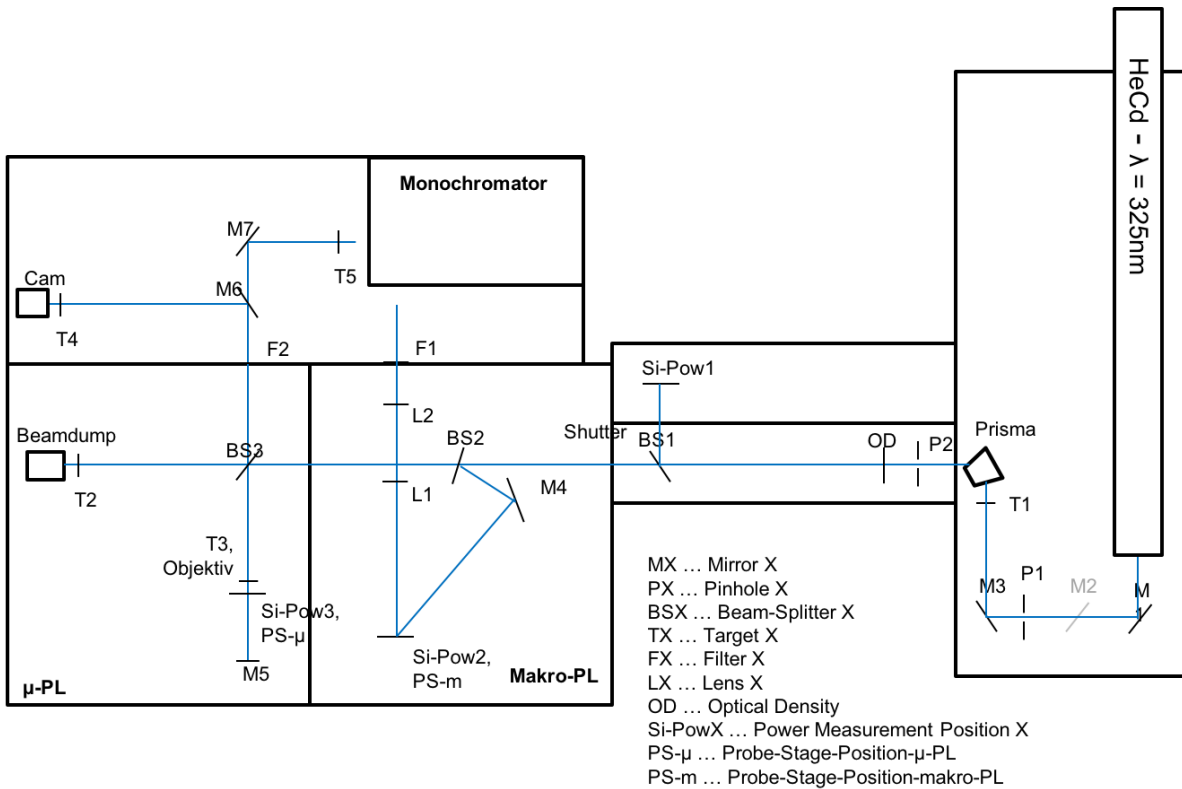 HeCd - λ = 325nm
Monochromator
M7
T5
Cam
M6
T4
F2
F1
Si-Pow1
L2
Beamdump
BS3
BS2
Shutter
BS1
OD
P2
Prisma
T2
L1
M4
T1
T3,
Objektiv
M3
P1
M2
M
1
Si-Pow3,
PS-µ
M5
Si-Pow2,
PS-m
µ-PL
Makro-PL
MX ... Mirror X
PX ... Pinhole X
BSX ... Beam-Splitter X
TX ... Target X
FX ... Filter X
LX ... Lens X
OD ... Optical Density
Si-PowX ... Power Measurement Position X
PS-µ ... Probe-Stage-Position-µ-PL
PS-m ... Probe-Stage-Position-makro-PL